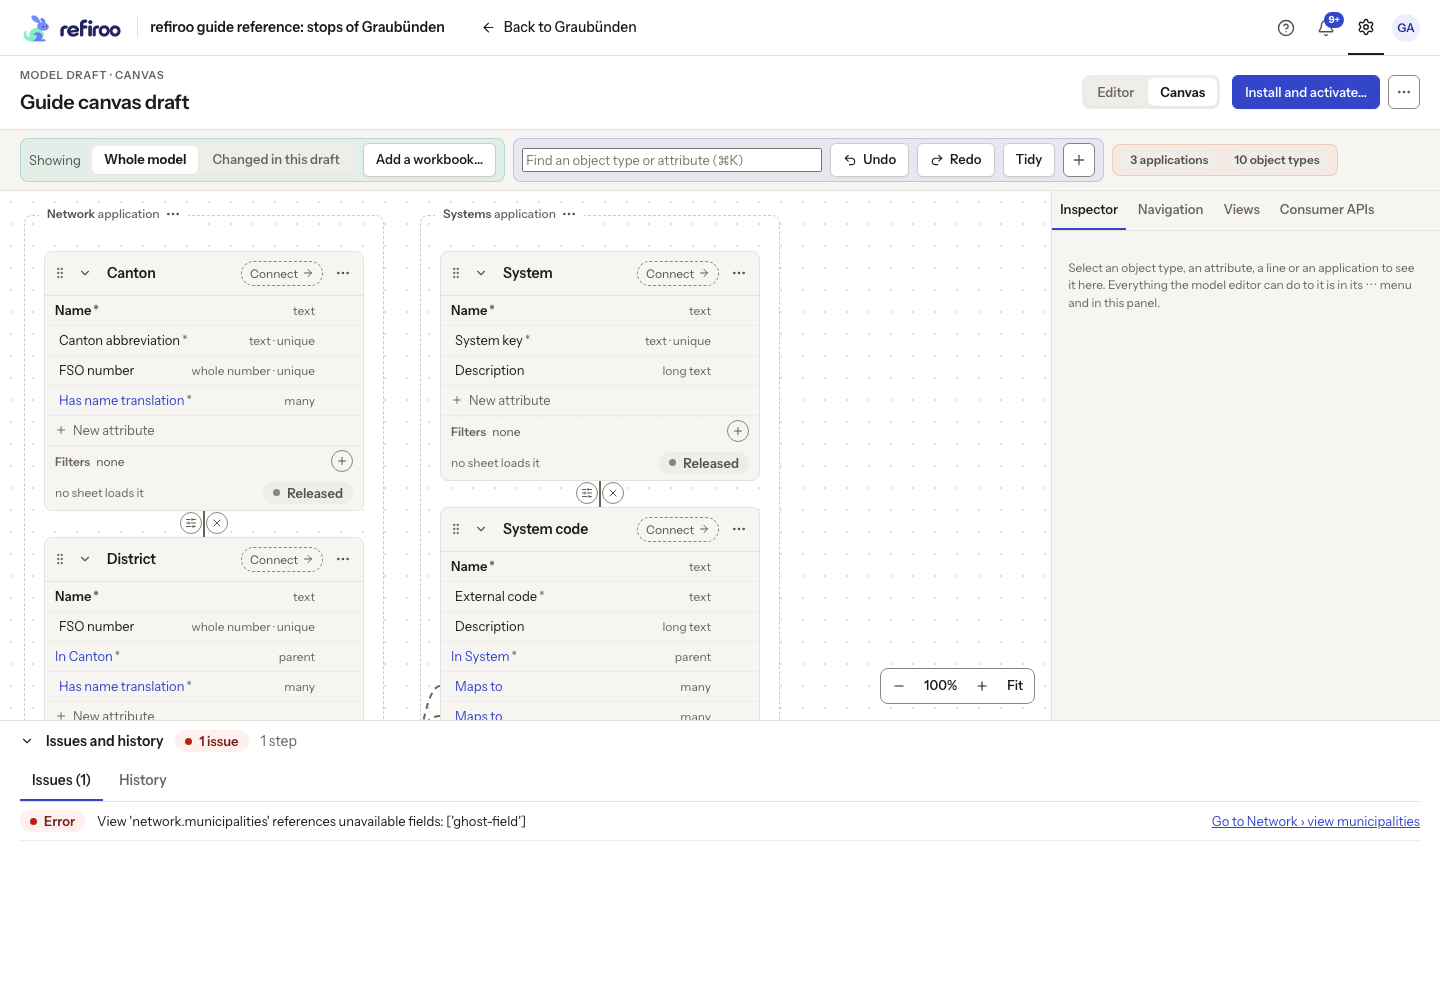 refiroo
refiroo guide reference: stops of Graubünden
← Back to Graubünden
9+
GA
MODEL DRAFT · CANVAS
Guide canvas draft
Editor
Canvas
Install and activate...
Showing
Whole model
Changed in this draft
Add a workbook...
Find an object type or attribute (⌘K)
Undo
Redo
Tidy
3 applications
10 object types
Network application
Canton
Connect →
Name *
text
Canton abbreviation *
text · unique
FSO number
whole number · unique
Has name translation *
many
+ New attribute
Filters none
no sheet loads it
Released
District
Connect →
Name *
text
FSO number
whole number · unique
In Canton *
parent
Has name translation *
many
+ New attribute
Systems application
System
Connect →
Name *
text
System key *
text · unique
Description
long text
+ New attribute
Filters none
no sheet loads it
Released
System code
Connect →
Name *
text
External code *
text
Description
long text
In System *
parent
Maps to
many
Maps to
many
− 100% + Fit
Inspector
Navigation
Views
Consumer APIs
Select an object type, an attribute, a line or an application to see
it here. Everything the model editor can do to it is in its ··· menu
and in this panel.
Issues and history
1 issue
1 step
Issues (1)
History
Error
View 'network.municipalities' references unavailable fields: ['ghost-field']
Go to Network › view municipalities